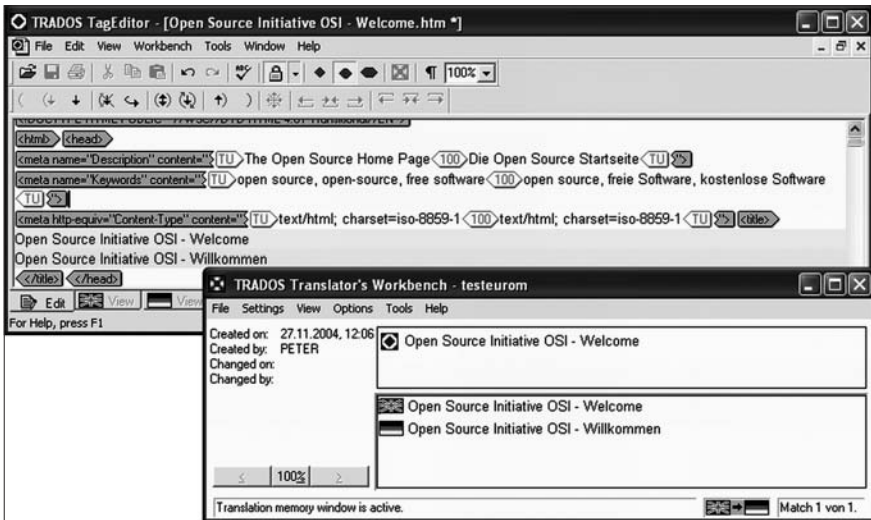 TRADOS TagEditor - [Open Source Initiative OSI - Welcome.htm *]
File Edit View Workbench Tools Window Help
100%
<html> <head>
<meta name="Description" content=" TU The Open Source Home Page 100 Die Open Source Startseite TU ">
<meta name="Keywords" content=" TU open source, open-source, free software 100 open source, freie Software, kostenlose Software
TU ">
<meta http-equiv="Content-Type" content=" TU text/html; charset=iso-8859-1 100 text/html; charset=iso-8859-1 TU "> <title>
Open Source Initiative OSI - Welcome
Open Source Initiative OSI - Willkommen
</title> </head>
Edit View View
For Help, press F1
TRADOS Translator's Workbench - testeurom
File Settings View Options Tools Help
Created on: 27.11.2004, 12:06
Created by: PETER
Changed on:
Changed by:
Open Source Initiative OSI - Welcome
Open Source Initiative OSI - Welcome
Open Source Initiative OSI - Willkommen
< 100% >
Translation memory window is active.
Match 1 von 1.